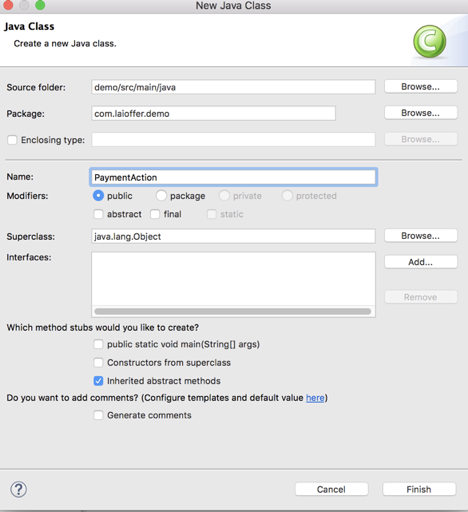 New Java Class
Java Class
Create a new Java class.
Source folder: demo/src/main/java Browse...
Package: com.laioffer.demo Browse...
Enclosing type: Browse...
Name: PaymentAction
Modifiers: public package private protected
abstract final static
Superclass: java.lang.Object Browse...
Interfaces: Add...
Remove
Which method stubs would you like to create?
public static void main(String[] args)
Constructors from superclass
Inherited abstract methods
Do you want to add comments? (Configure templates and default value here)
Generate comments
? Cancel Finish